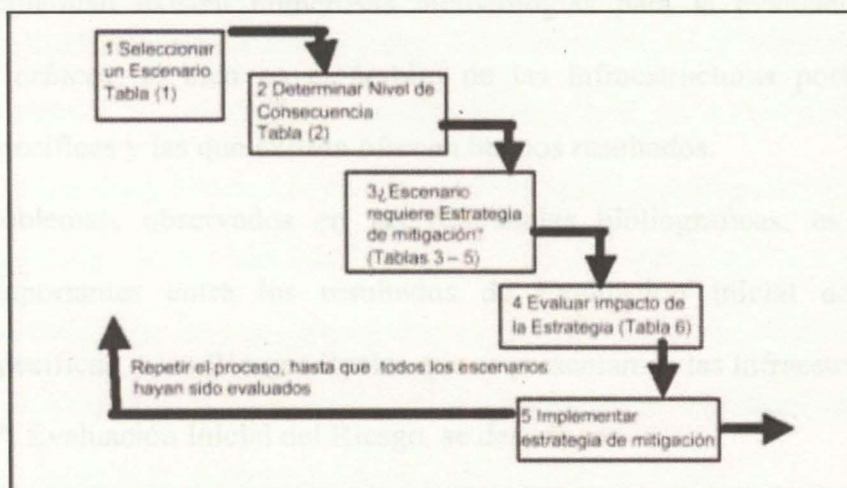 1 Seleccionar
un Escenario
Tabla (1)
2 Determinar Nivel de
Consecuencia
Tabla (2)
3¿Escenario
requiere Estrategia
de mitigación?
(Tablas 3 – 5)
4 Evaluar impacto de
la Estrategia (Tabla 6)
Repetir el proceso, hasta que todos los escenarios
hayan sido evaluados
5 Implementar
estrategia de mitigación